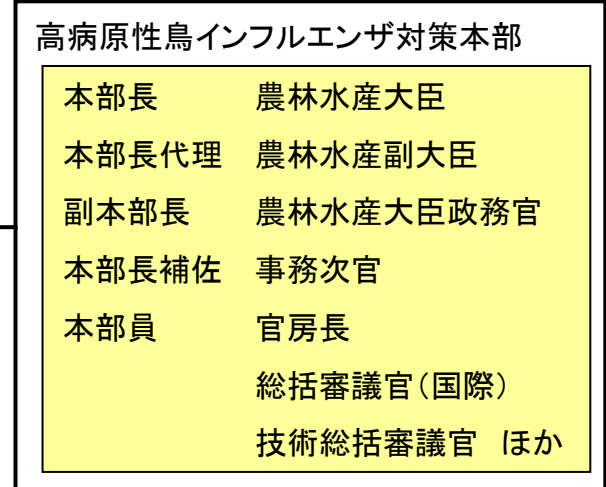 高病原性鳥インフルエンザ対策本部
本部長　農林水産大臣
本部長代理　農林水産副大臣
副本部長　農林水産大臣政務官
本部長補佐　事務次官
本部員　官房長
総括審議官（国際）
技術総括審議官　ほか